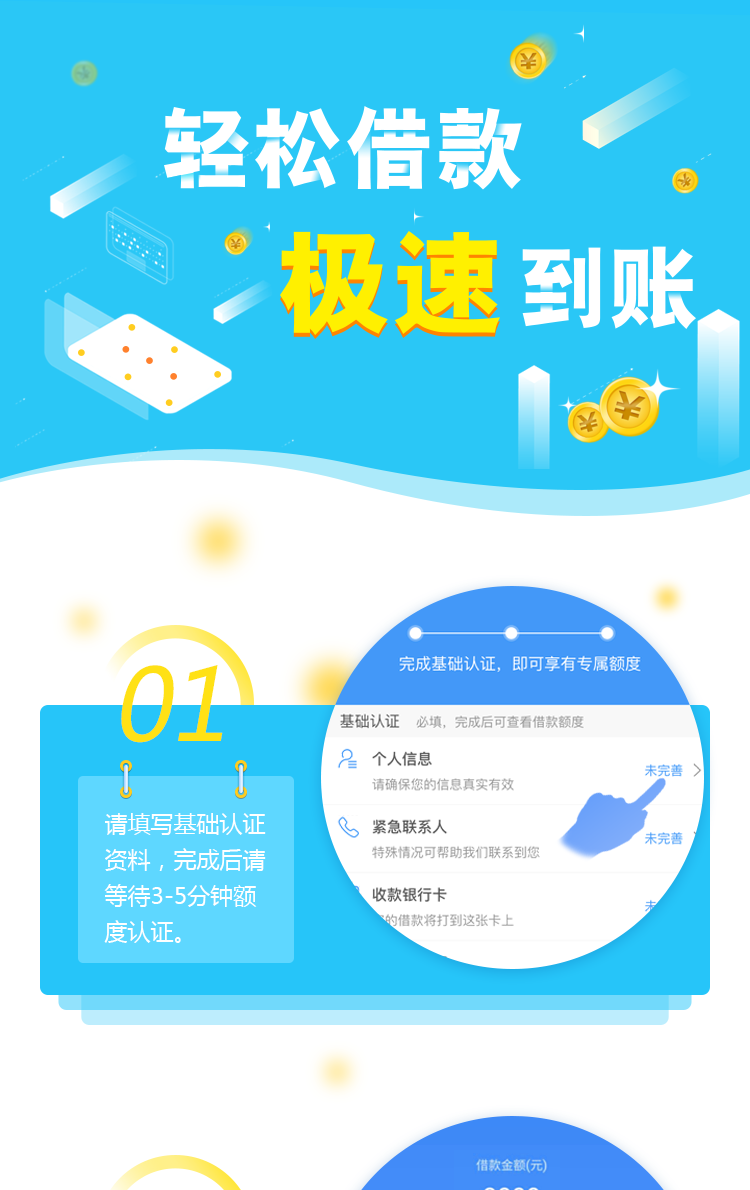 轻松借款
极速到账
01
请填写基础认证
资料，完成后请
等待3-5分钟额
度认证。
完成基础认证，即可享有专属额度
基础认证 必填，完成后可查看借款额度
个人信息
请确保您的信息真实有效
未完善
紧急联系人
特殊情况可帮助我们联系到您
未完善
收款银行卡
的借款将打到这张卡上
未
借款金额(元)